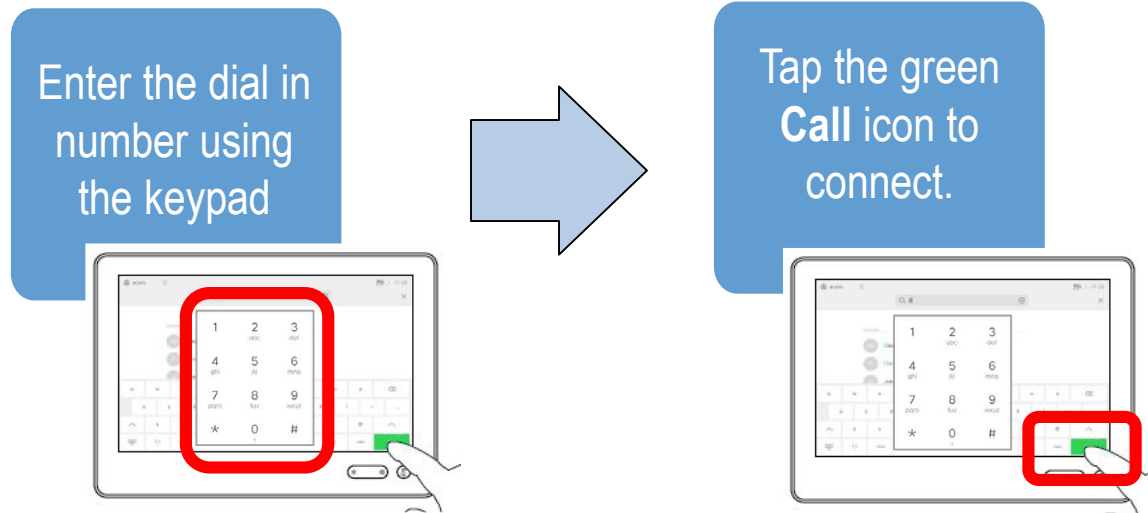 Enter the dial in
number using
the keypad
Tap the green
Call icon to
connect.
1 2 3
abc def
4 5 6
ghi jkl mno
7 8 9
tuv wxyz
* 0 #
1 2 3
abc def
4 5 6
ghi jkl mno
7 8 9
tuv wxyz
* 0 #